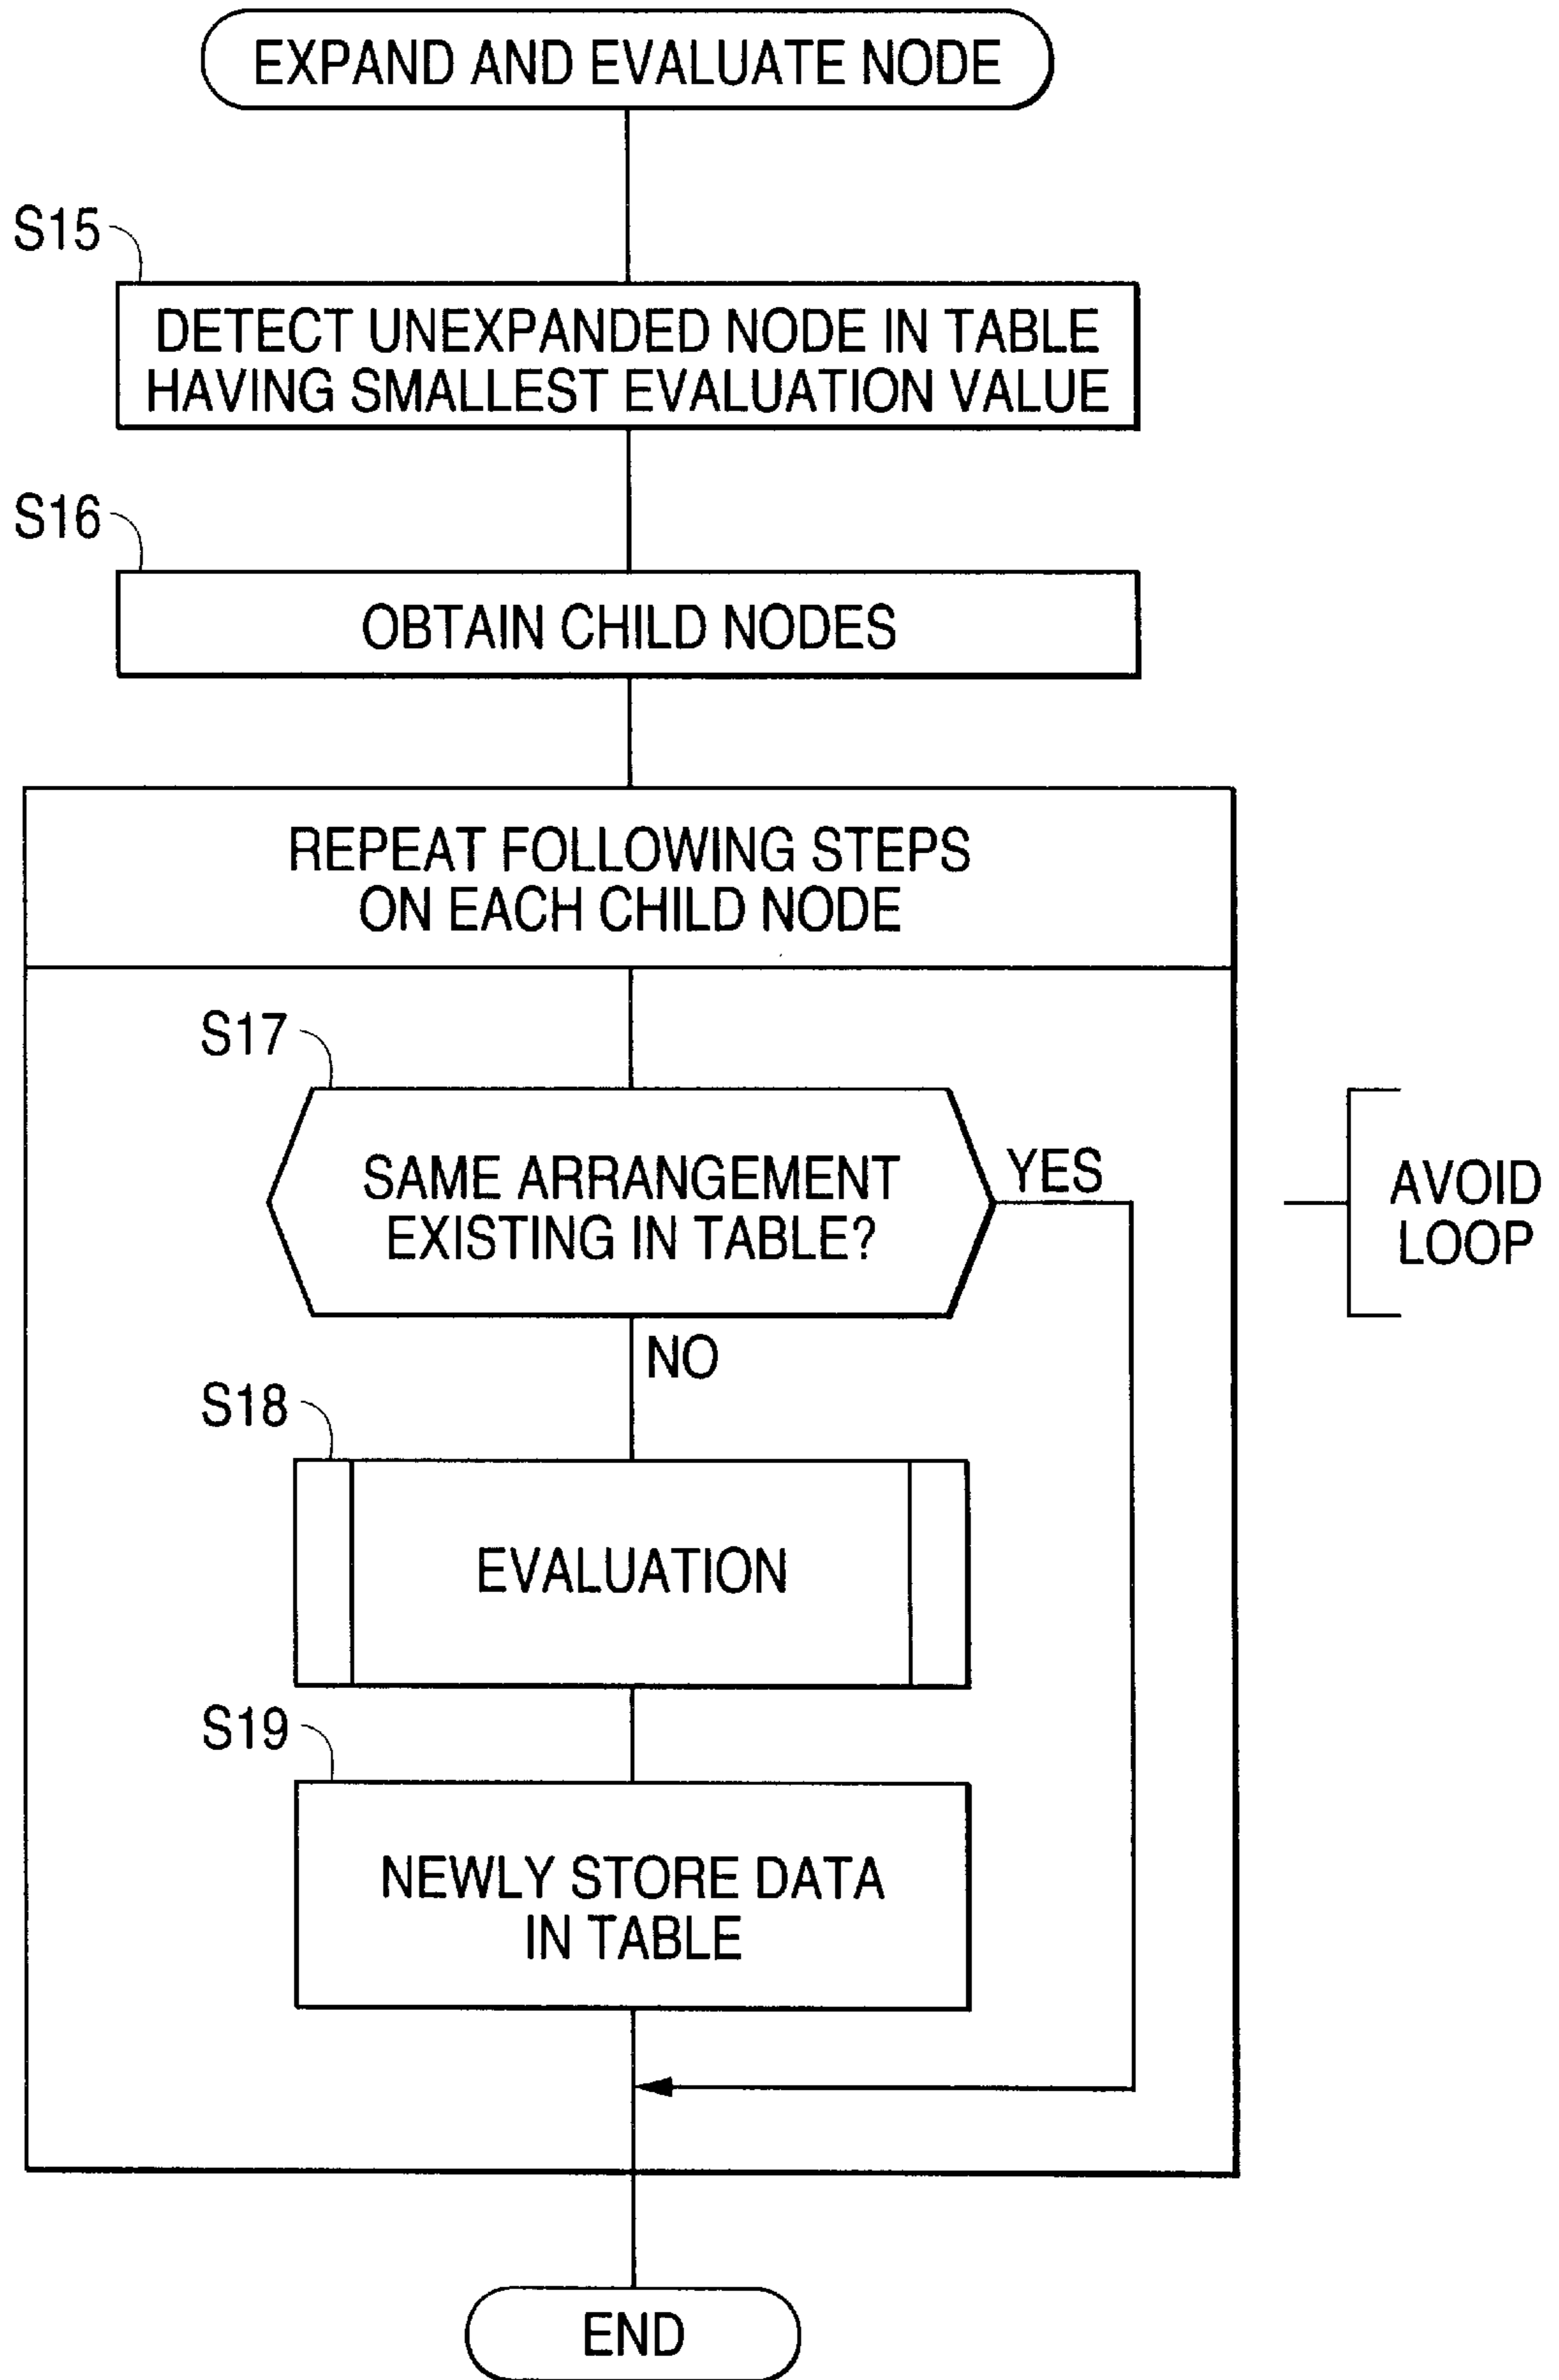 EXPAND AND EVALUATE NODE
S15
DETECT UNEXPANDED NODE IN TABLE
HAVING SMALLEST EVALUATION VALUE
S16
OBTAIN CHILD NODES
REPEAT FOLLOWING STEPS
ON EACH CHILD NODE
S17
SAME ARRANGEMENT
EXISTING IN TABLE?
YES
AVOID
LOOP
NO
S18
EVALUATION
S19
NEWLY STORE DATA
IN TABLE
END